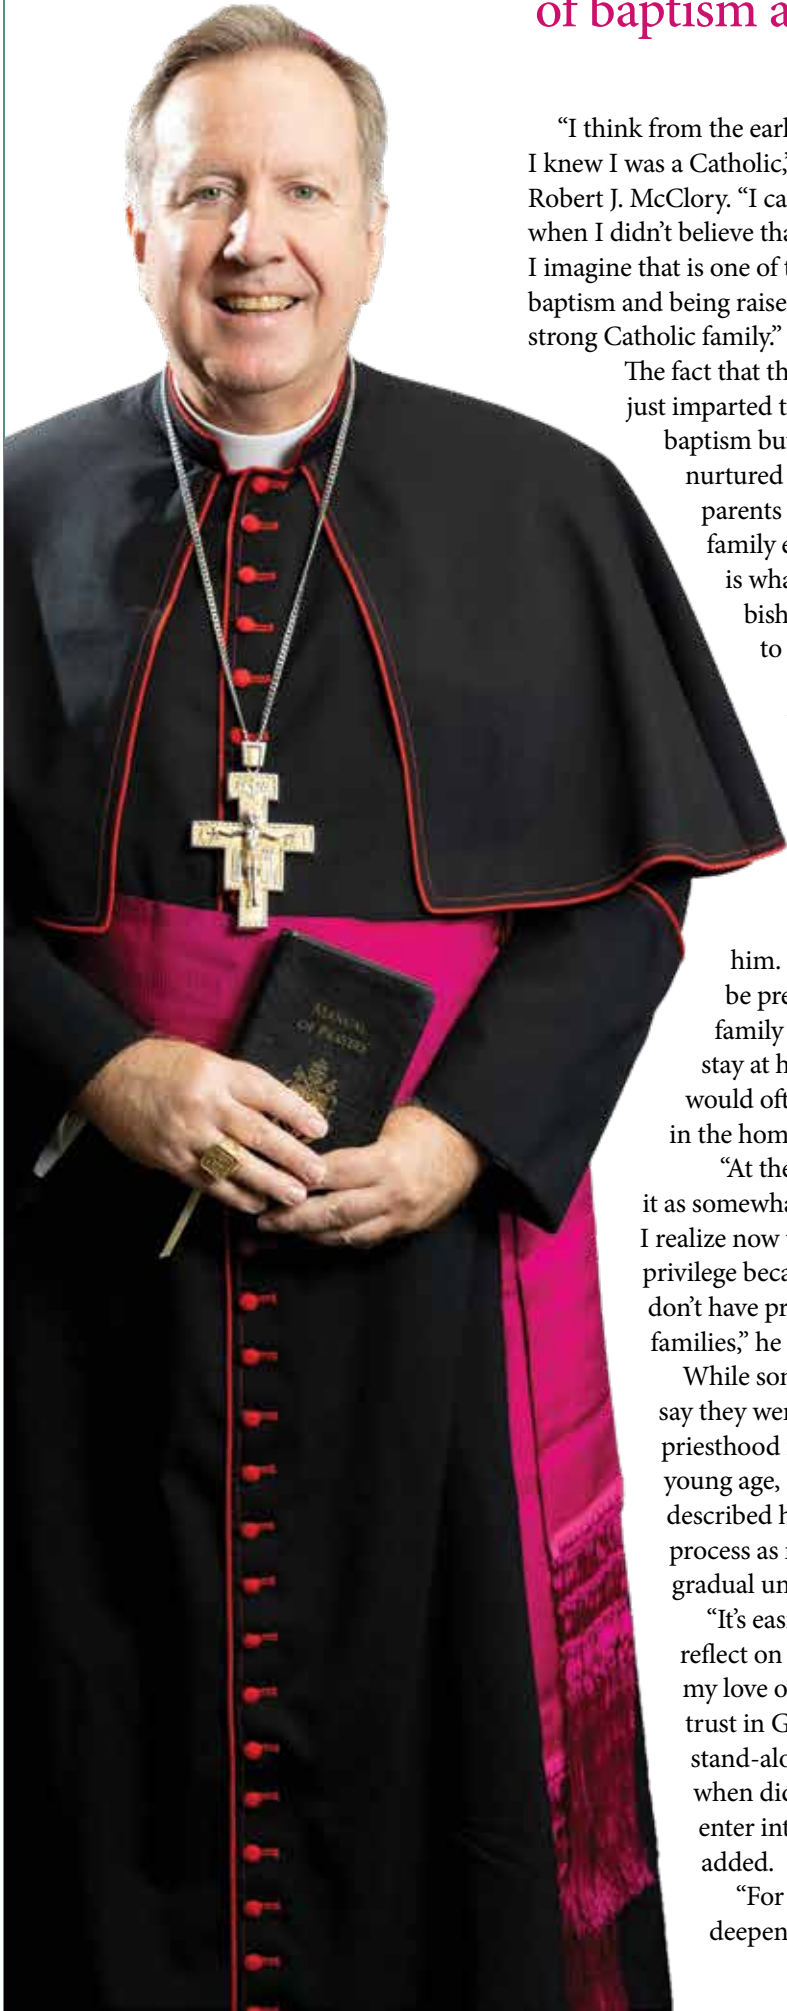 of baptism a
“I think from the earl
I knew I was a Catholic,”
Robert J. McClory. “I ca
when I didn’t believe tha
I imagine that is one of t
baptism and being raise
strong Catholic family.”
The fact that th
just imparted t
baptism bu
nurtured
parents
family e
is wha
bish
to
him.
be pre
family
stay at h
would oft
in the hom
“At the
it as somewha
I realize now
privilege beca
don’t have pr
families,” he
While som
say they wer
priesthood
young age,
described h
process as
gradual un
“It’s easi
reflect on
my love o
trust in G
stand-alo
when did
enter int
added.
“For
deepen
MANUAL
OF PRAYERS